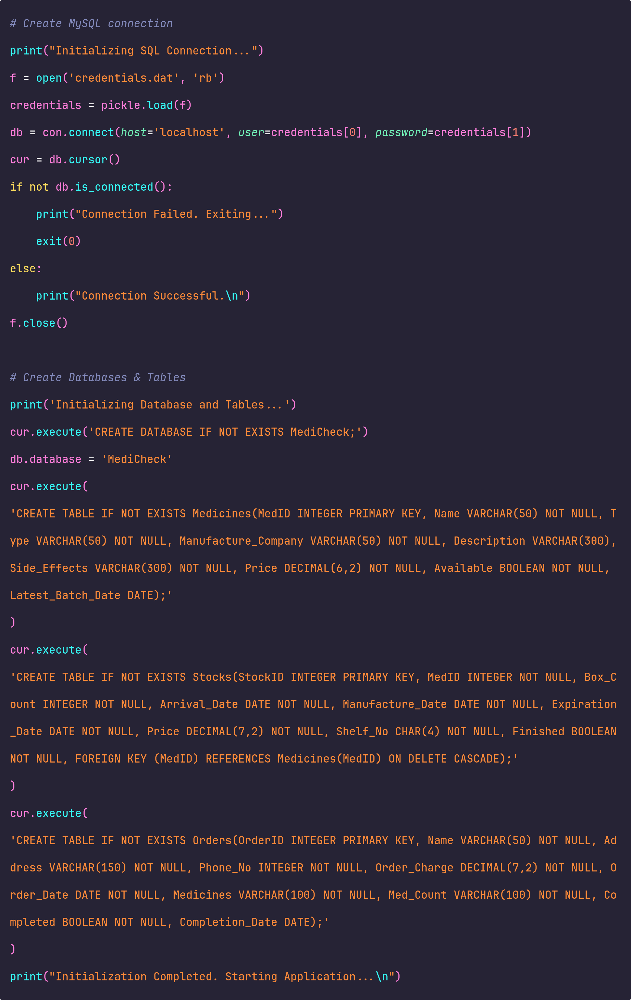 # Create MySQL connection
print("Initializing SQL Connection...")
f = open('credentials.dat', 'rb')
credentials = pickle.load(f)
db = con.connect(host='localhost', user=credentials[0], password=credentials[1])
cur = db.cursor()
if not db.is_connected():
    print("Connection Failed. Exiting...")
    exit(0)
else:
    print("Connection Successful.\n")
f.close()

# Create Databases & Tables
print('Initializing Database and Tables...')
cur.execute('CREATE DATABASE IF NOT EXISTS MediCheck;')
db.database = 'MediCheck'
cur.execute(
'CREATE TABLE IF NOT EXISTS Medicines(MedID INTEGER PRIMARY KEY, Name VARCHAR(50) NOT NULL, T
ype VARCHAR(50) NOT NULL, Manufacture_Company VARCHAR(50) NOT NULL, Description VARCHAR(300),
Side_Effects VARCHAR(300) NOT NULL, Price DECIMAL(6,2) NOT NULL, Available BOOLEAN NOT NULL,
Latest_Batch_Date DATE);'
)
cur.execute(
'CREATE TABLE IF NOT EXISTS Stocks(StockID INTEGER PRIMARY KEY, MedID INTEGER NOT NULL, Box_C
ount INTEGER NOT NULL, Arrival_Date DATE NOT NULL, Manufacture_Date DATE NOT NULL, Expiration
_Date DATE NOT NULL, Price DECIMAL(7,2) NOT NULL, Shelf_No CHAR(4) NOT NULL, Finished BOOLEAN
NOT NULL, FOREIGN KEY (MedID) REFERENCES Medicines(MedID) ON DELETE CASCADE);'
)
cur.execute(
'CREATE TABLE IF NOT EXISTS Orders(OrderID INTEGER PRIMARY KEY, Name VARCHAR(50) NOT NULL, Ad
dress VARCHAR(150) NOT NULL, Phone_No INTEGER NOT NULL, Order_Charge DECIMAL(7,2) NOT NULL, O
rder_Date DATE NOT NULL, Medicines VARCHAR(100) NOT NULL, Med_Count VARCHAR(100) NOT NULL, Co
mpleted BOOLEAN NOT NULL, Completion_Date DATE);'
)
print("Initialization Completed. Starting Application...\n")